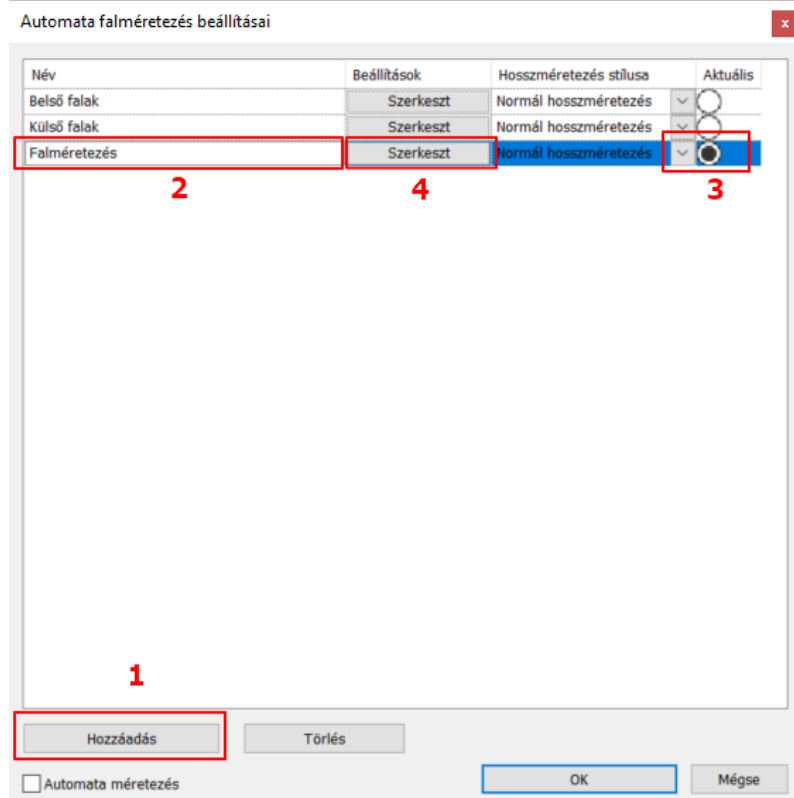 Automata falméretezés beállításai
x
Név Beállítások Hosszméretezés stílusa Aktuális
Belső falak Szerkeszt Normál hosszméretezés
Külső falak Szerkeszt Normál hosszméretezés
Falméretezés Szerkeszt Normál hosszméretezés
2 4 3
1
Hozzáadás Törlés
Automata méretezés OK Mégse